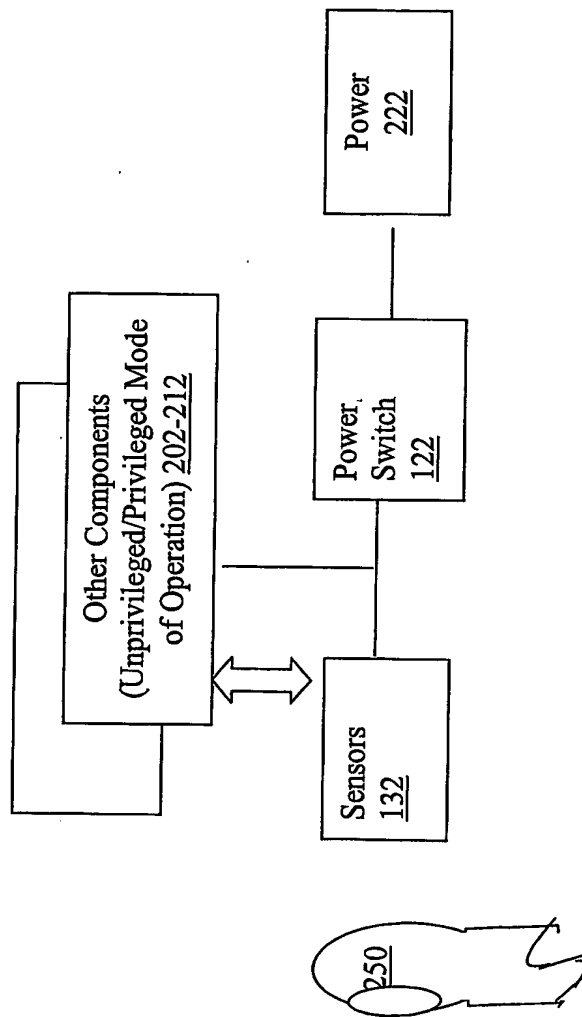 Other Components
(Unprivileged/Privileged Mode
of Operation) 202-212
250
Sensors
132
Power
Switch
122
Power
222